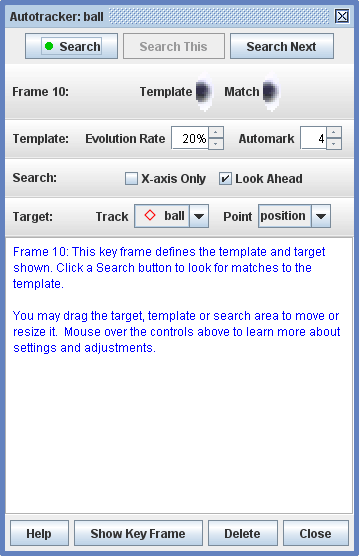 Autotracker: ball
Search Search This Search Next
Frame 10: Template Match
Template: Evolution Rate 20% Automark 4
Search: X-axis Only Look Ahead
Target: Track ball Point position
Frame 10: This key frame defines the template and target
shown. Click a Search button to look for matches to the
template.
You may drag the target, template or search area to move or
resize it. Mouse over the controls above to learn more about
settings and adjustments.
Help Show Key Frame Delete Close